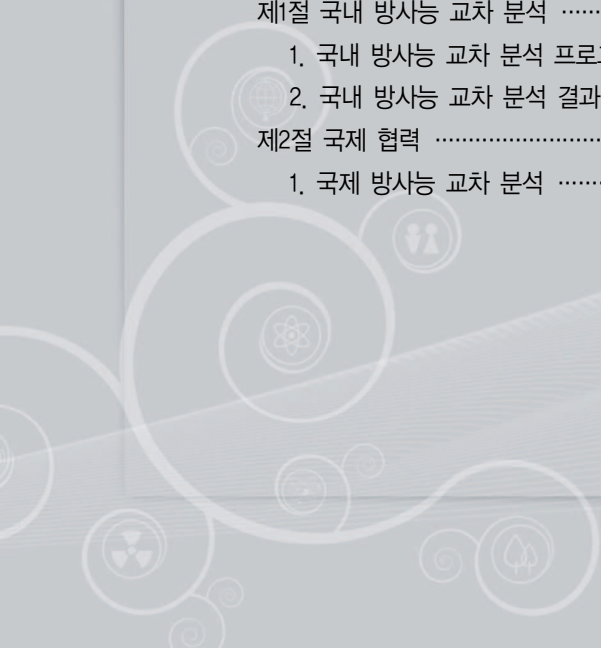 제1절 국내 방사능 교차 분석 ……
1. 국내 방사능 교차 분석 프로
2. 국내 방사능 교차 분석 결과
제2절 국제 협력 ……………………
1. 국제 방사능 교차 분석 ……